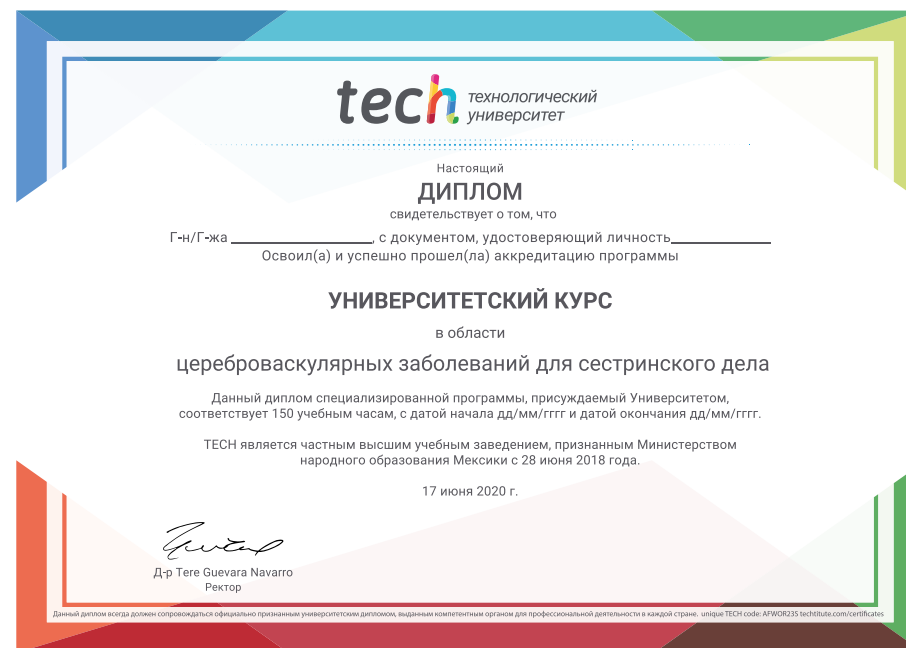 tech технологический
университет
Настоящий
ДИПЛОМ
свидетельствует о том, что
Г-н/Г-жа ____________________, с документом, удостоверяющий личность______________
Освоил(а) и успешно прошел(ла) аккредитацию программы
УНИВЕРСИТЕТСКИЙ КУРС
в области
цереброваскулярных заболеваний для сестринского дела
Данный диплом специализированной программы, присуждаемый Университетом,
соответствует 150 учебным часам, с датой начала дд/мм/гггг и датой окончания дд/мм/гггг.
TECH является частным высшим учебным заведением, признанным Министерством
народного образования Мексики с 28 июня 2018 года.
17 июня 2020 г.
Д-р Tere Guevara Navarro
Ректор
Данный диплом всегда должен сопровождаться официально признанным университетским дипломом, выданным компетентным органом для профессиональной деятельности в каждой стране. unique TECH code: AFWOR23S techtitute.com/certificates